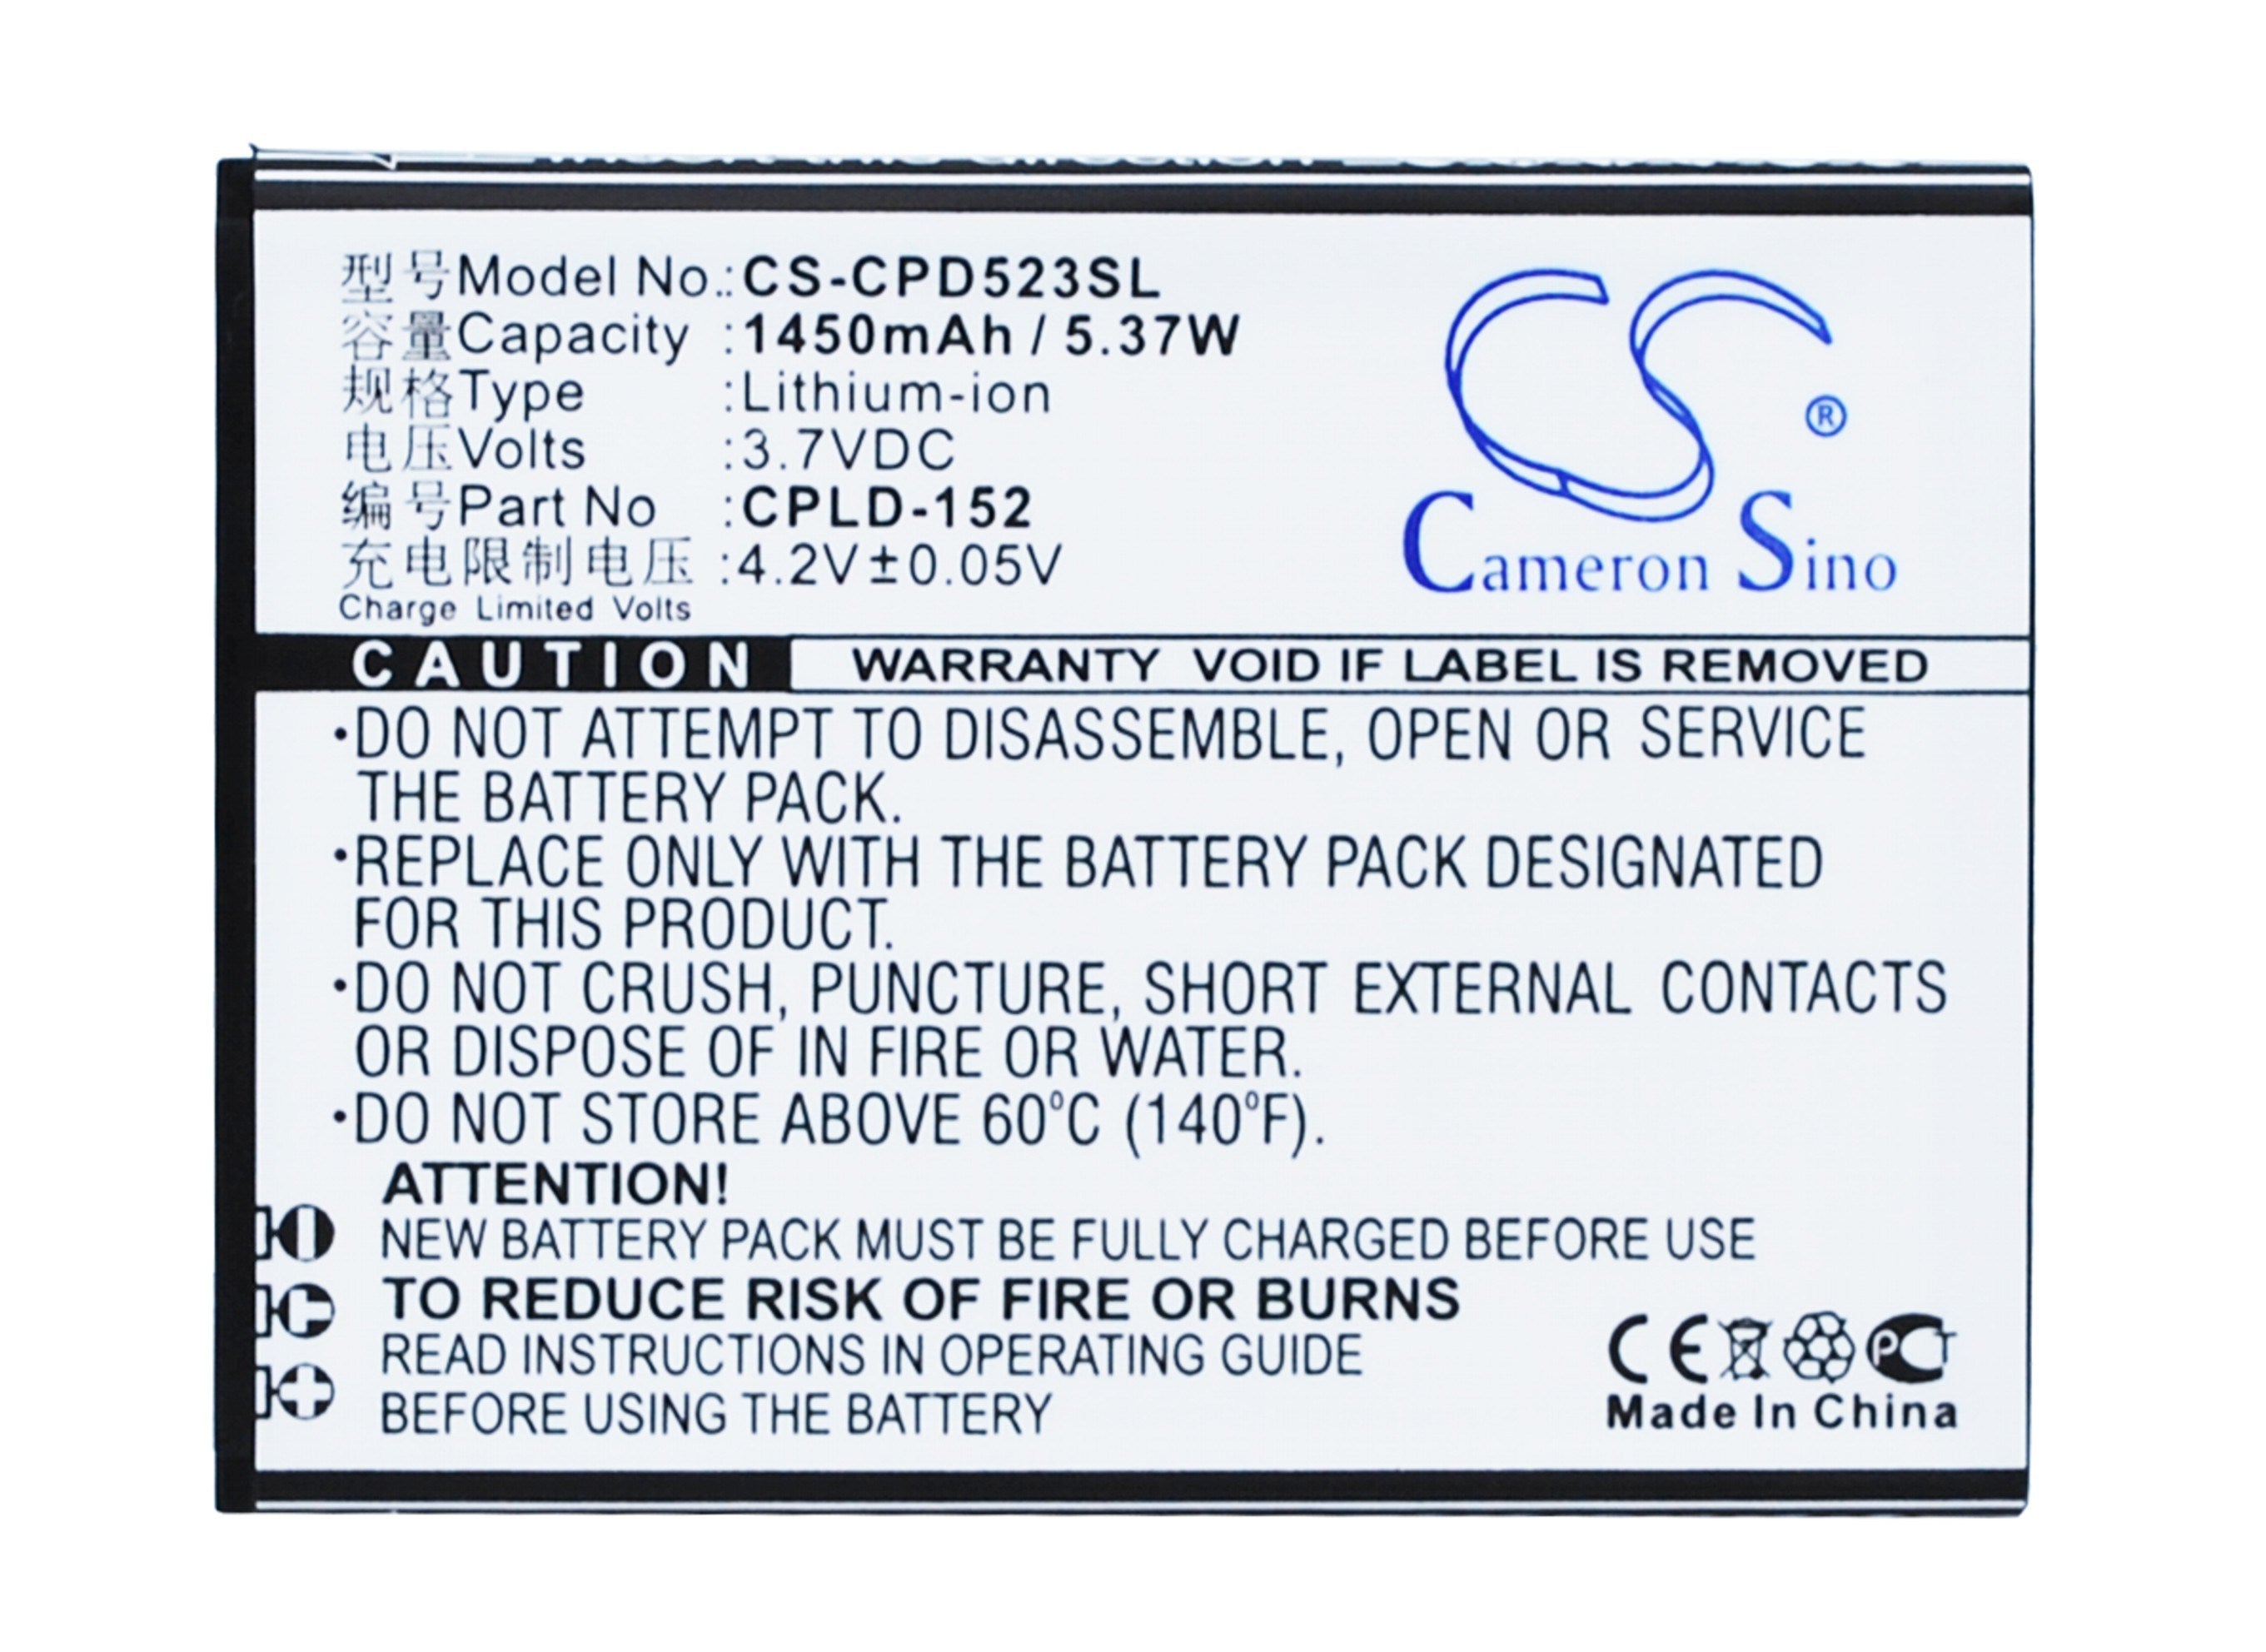 型号Model No.:CS-CPD523SL
容量Capacity :1450mAh / 5.37W
规格Type :Lithium-ion
电压Volts :3.7VDC
编号Part No :CPLD-152
充电限制电压 :4.2V±0.05V
Charge Limited Volts
CS®
Cameron Sino
CAUTION WARRANTY VOID IF LABEL IS REMOVED
•DO NOT ATTEMPT TO DISASSEMBLE, OPEN OR SERVICE
THE BATTERY PACK.
•REPLACE ONLY WITH THE BATTERY PACK DESIGNATED
FOR THIS PRODUCT.
•DO NOT CRUSH, PUNCTURE, SHORT EXTERNAL CONTACTS
OR DISPOSE OF IN FIRE OR WATER.
•DO NOT STORE ABOVE 60°C (140°F).
ATTENTION!
NEW BATTERY PACK MUST BE FULLY CHARGED BEFORE USE
TO REDUCE RISK OF FIRE OR BURNS
READ INSTRUCTIONS IN OPERATING GUIDE
BEFORE USING THE BATTERY
CE PCT
Made In China